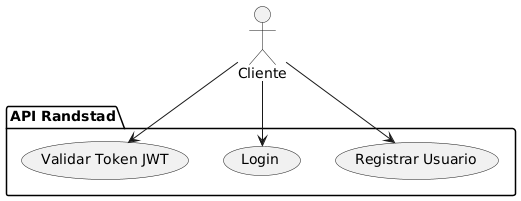 Cliente
API Randstad
Validar Token JWT
Login
Registrar Usuario